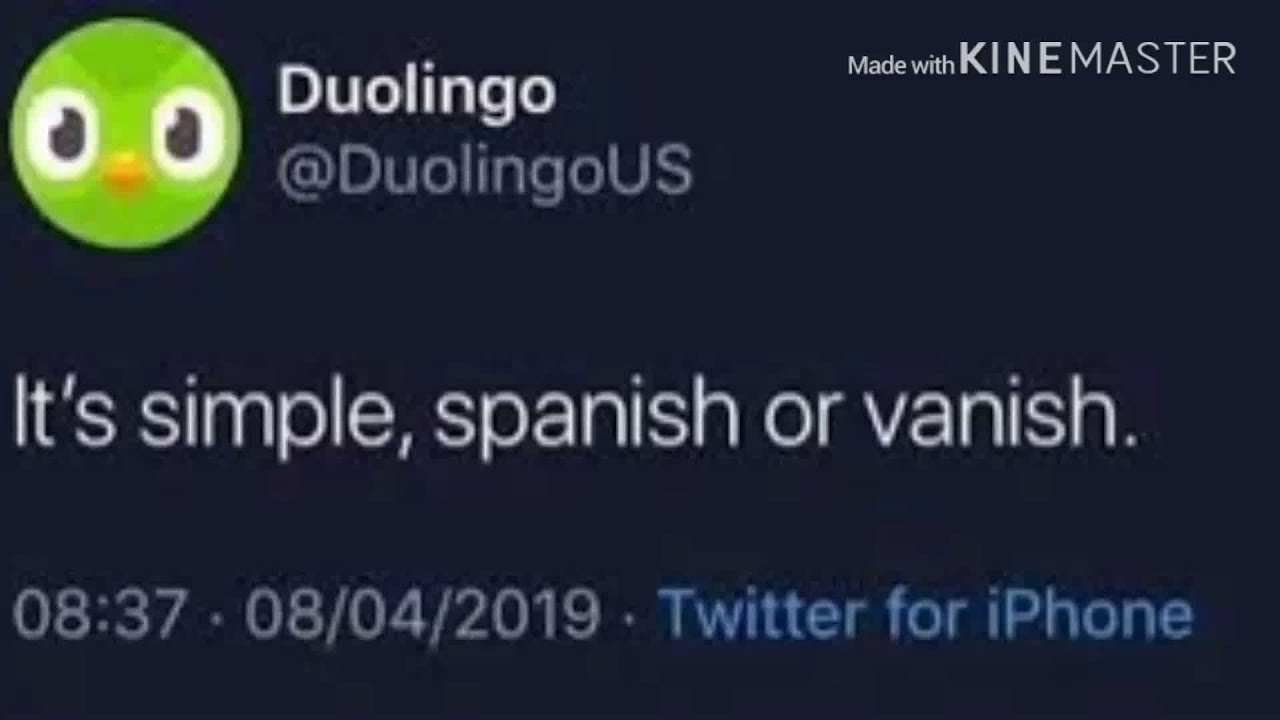 Made with KINEMASTER
Duolingo
@DuolingoUS
It's simple, spanish or vanish.
08:37 · 08/04/2019 · Twitter for iPhone